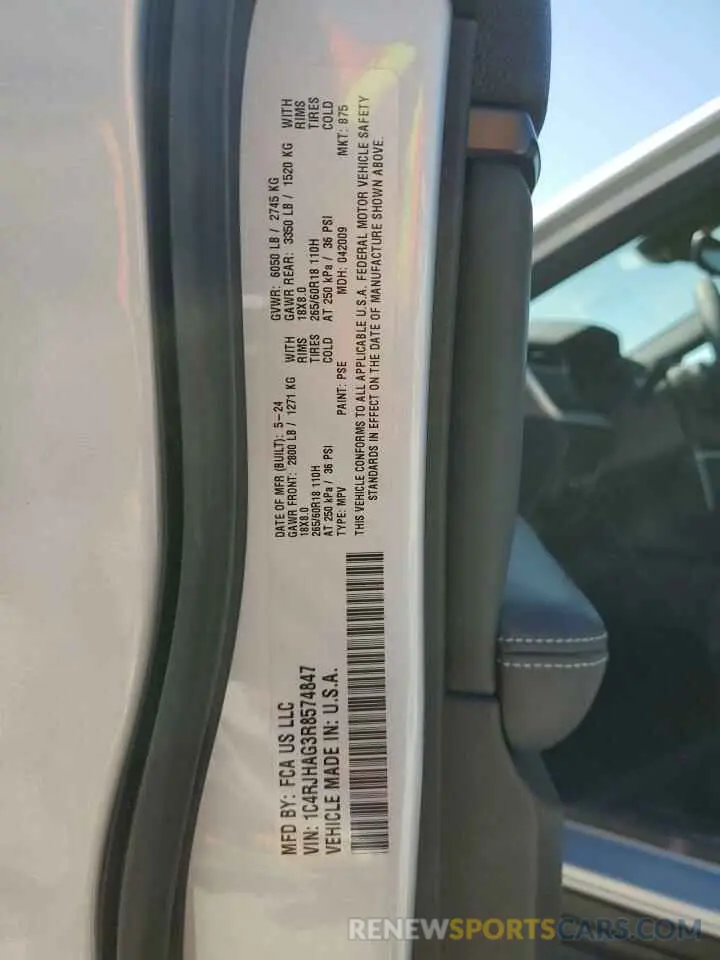 MFD BY: FCA US LLC
VIN: 1C4RJHAG3R8574847
VEHICLE MADE IN: U.S.A.
DATE OF MFR (BUILT): 5-24
GVWR: 6050 LB / 2745 KG
GAWR FRONT: 2800 LB / 1271 KG WITH
GAWR REAR: 3350 LB / 1520 KG WITH
18X8.0 RIMS
18X8.0 RIMS
265/60R18 110H TIRES
265/60R18 110H TIRES
AT 250 kPa / 36 PSI COLD
AT 250 kPa / 36 PSI COLD
TYPE: MPV PAINT: PSE MDH: 042009 MKT: 875
THIS VEHICLE CONFORMS TO ALL APPLICABLE U.S.A. FEDERAL MOTOR VEHICLE SAFETY
STANDARDS IN EFFECT ON THE DATE OF MANUFACTURE SHOWN ABOVE.
RENEWSPORTSCARS.COM